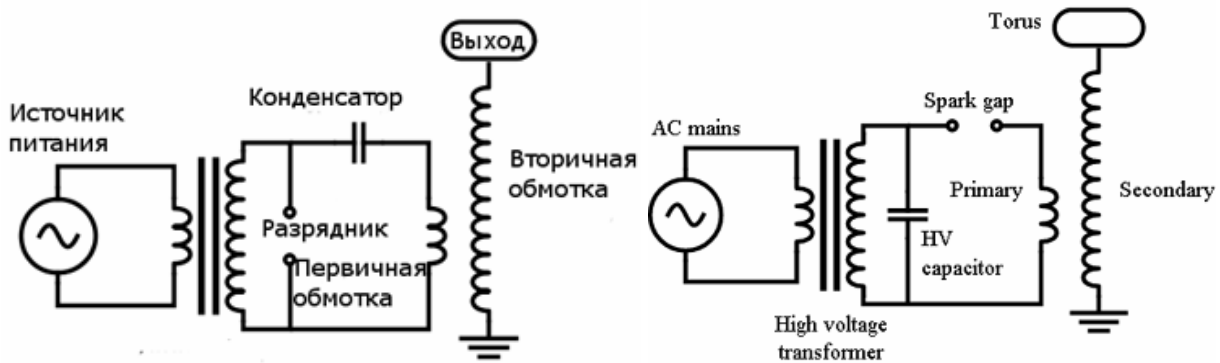 Выход
Конденсатор
Источник
питания
Вторичная
обмотка
Разрядник
Первичная
обмотка
Torus
Spark gap
AC mains
Primary
Secondary
HV
capacitor
High voltage
transformer